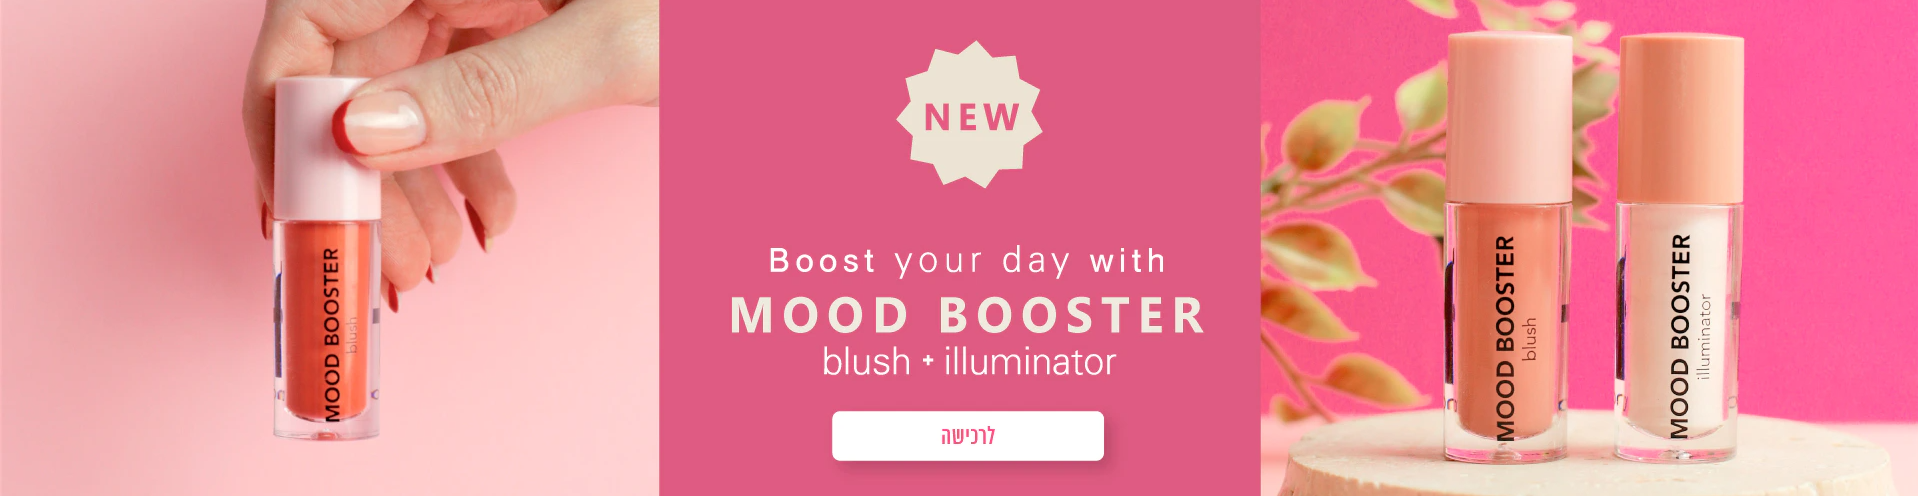 MOOD BOOSTER
blush
NEW
Boost your day with
MOOD BOOSTER
blush + illuminator
לרכישה
MOOD BOOSTER
blush
MOOD BOOSTER
illuminator